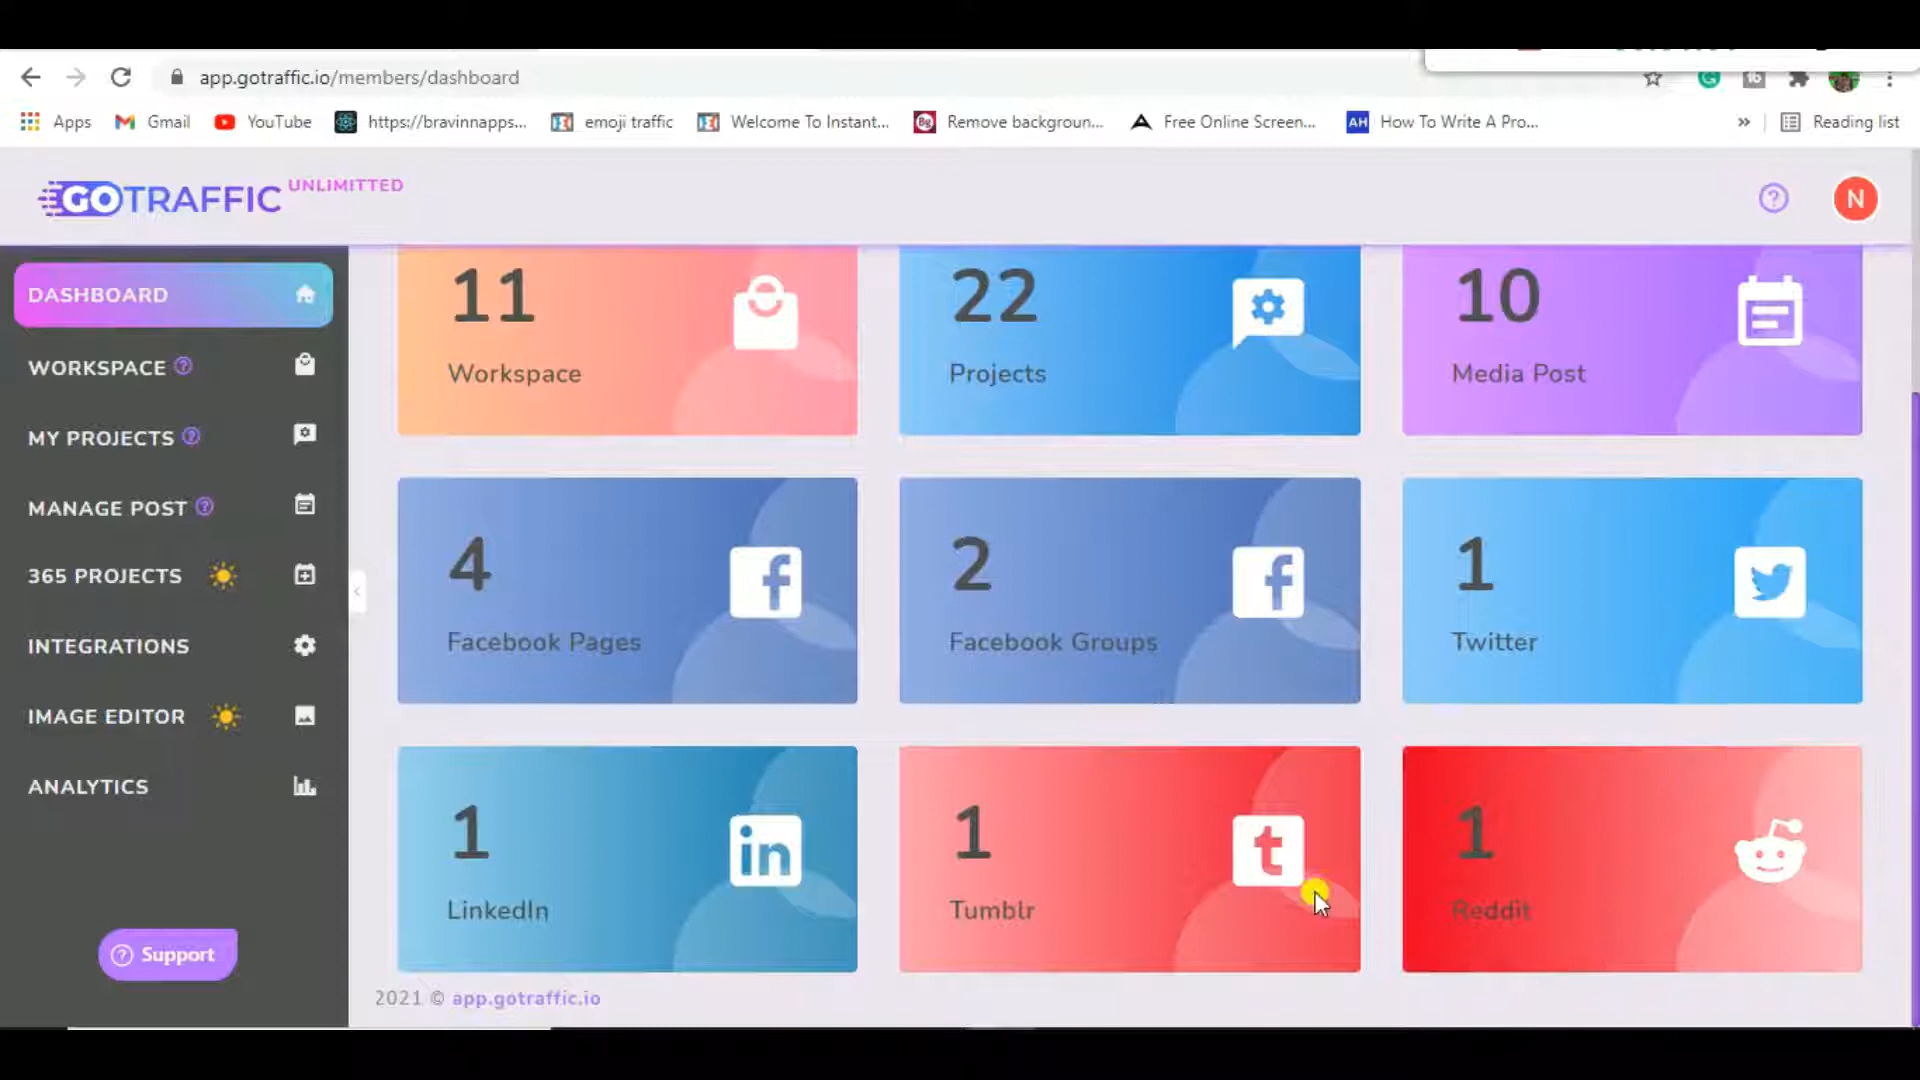 app.gotraffic.io/members/dashboard
Apps
Gmail
YouTube
https://bravinnapps...
emoji traffic
Welcome To Instant...
Bg
Remove backgroun...
Free Online Screen...
AH
How To Write A Pro...
Reading list
GOTRAFFIC UNLIMITTED
N
DASHBOARD
WORKSPACE
MY PROJECTS
MANAGE POST
365 PROJECTS
INTEGRATIONS
IMAGE EDITOR
ANALYTICS
Support
11
Workspace
22
Projects
10
Media Post
4
Facebook Pages
2
Facebook Groups
1
Twitter
1
LinkedIn
1
Tumblr
1
Reddit
2021 © app.gotraffic.io